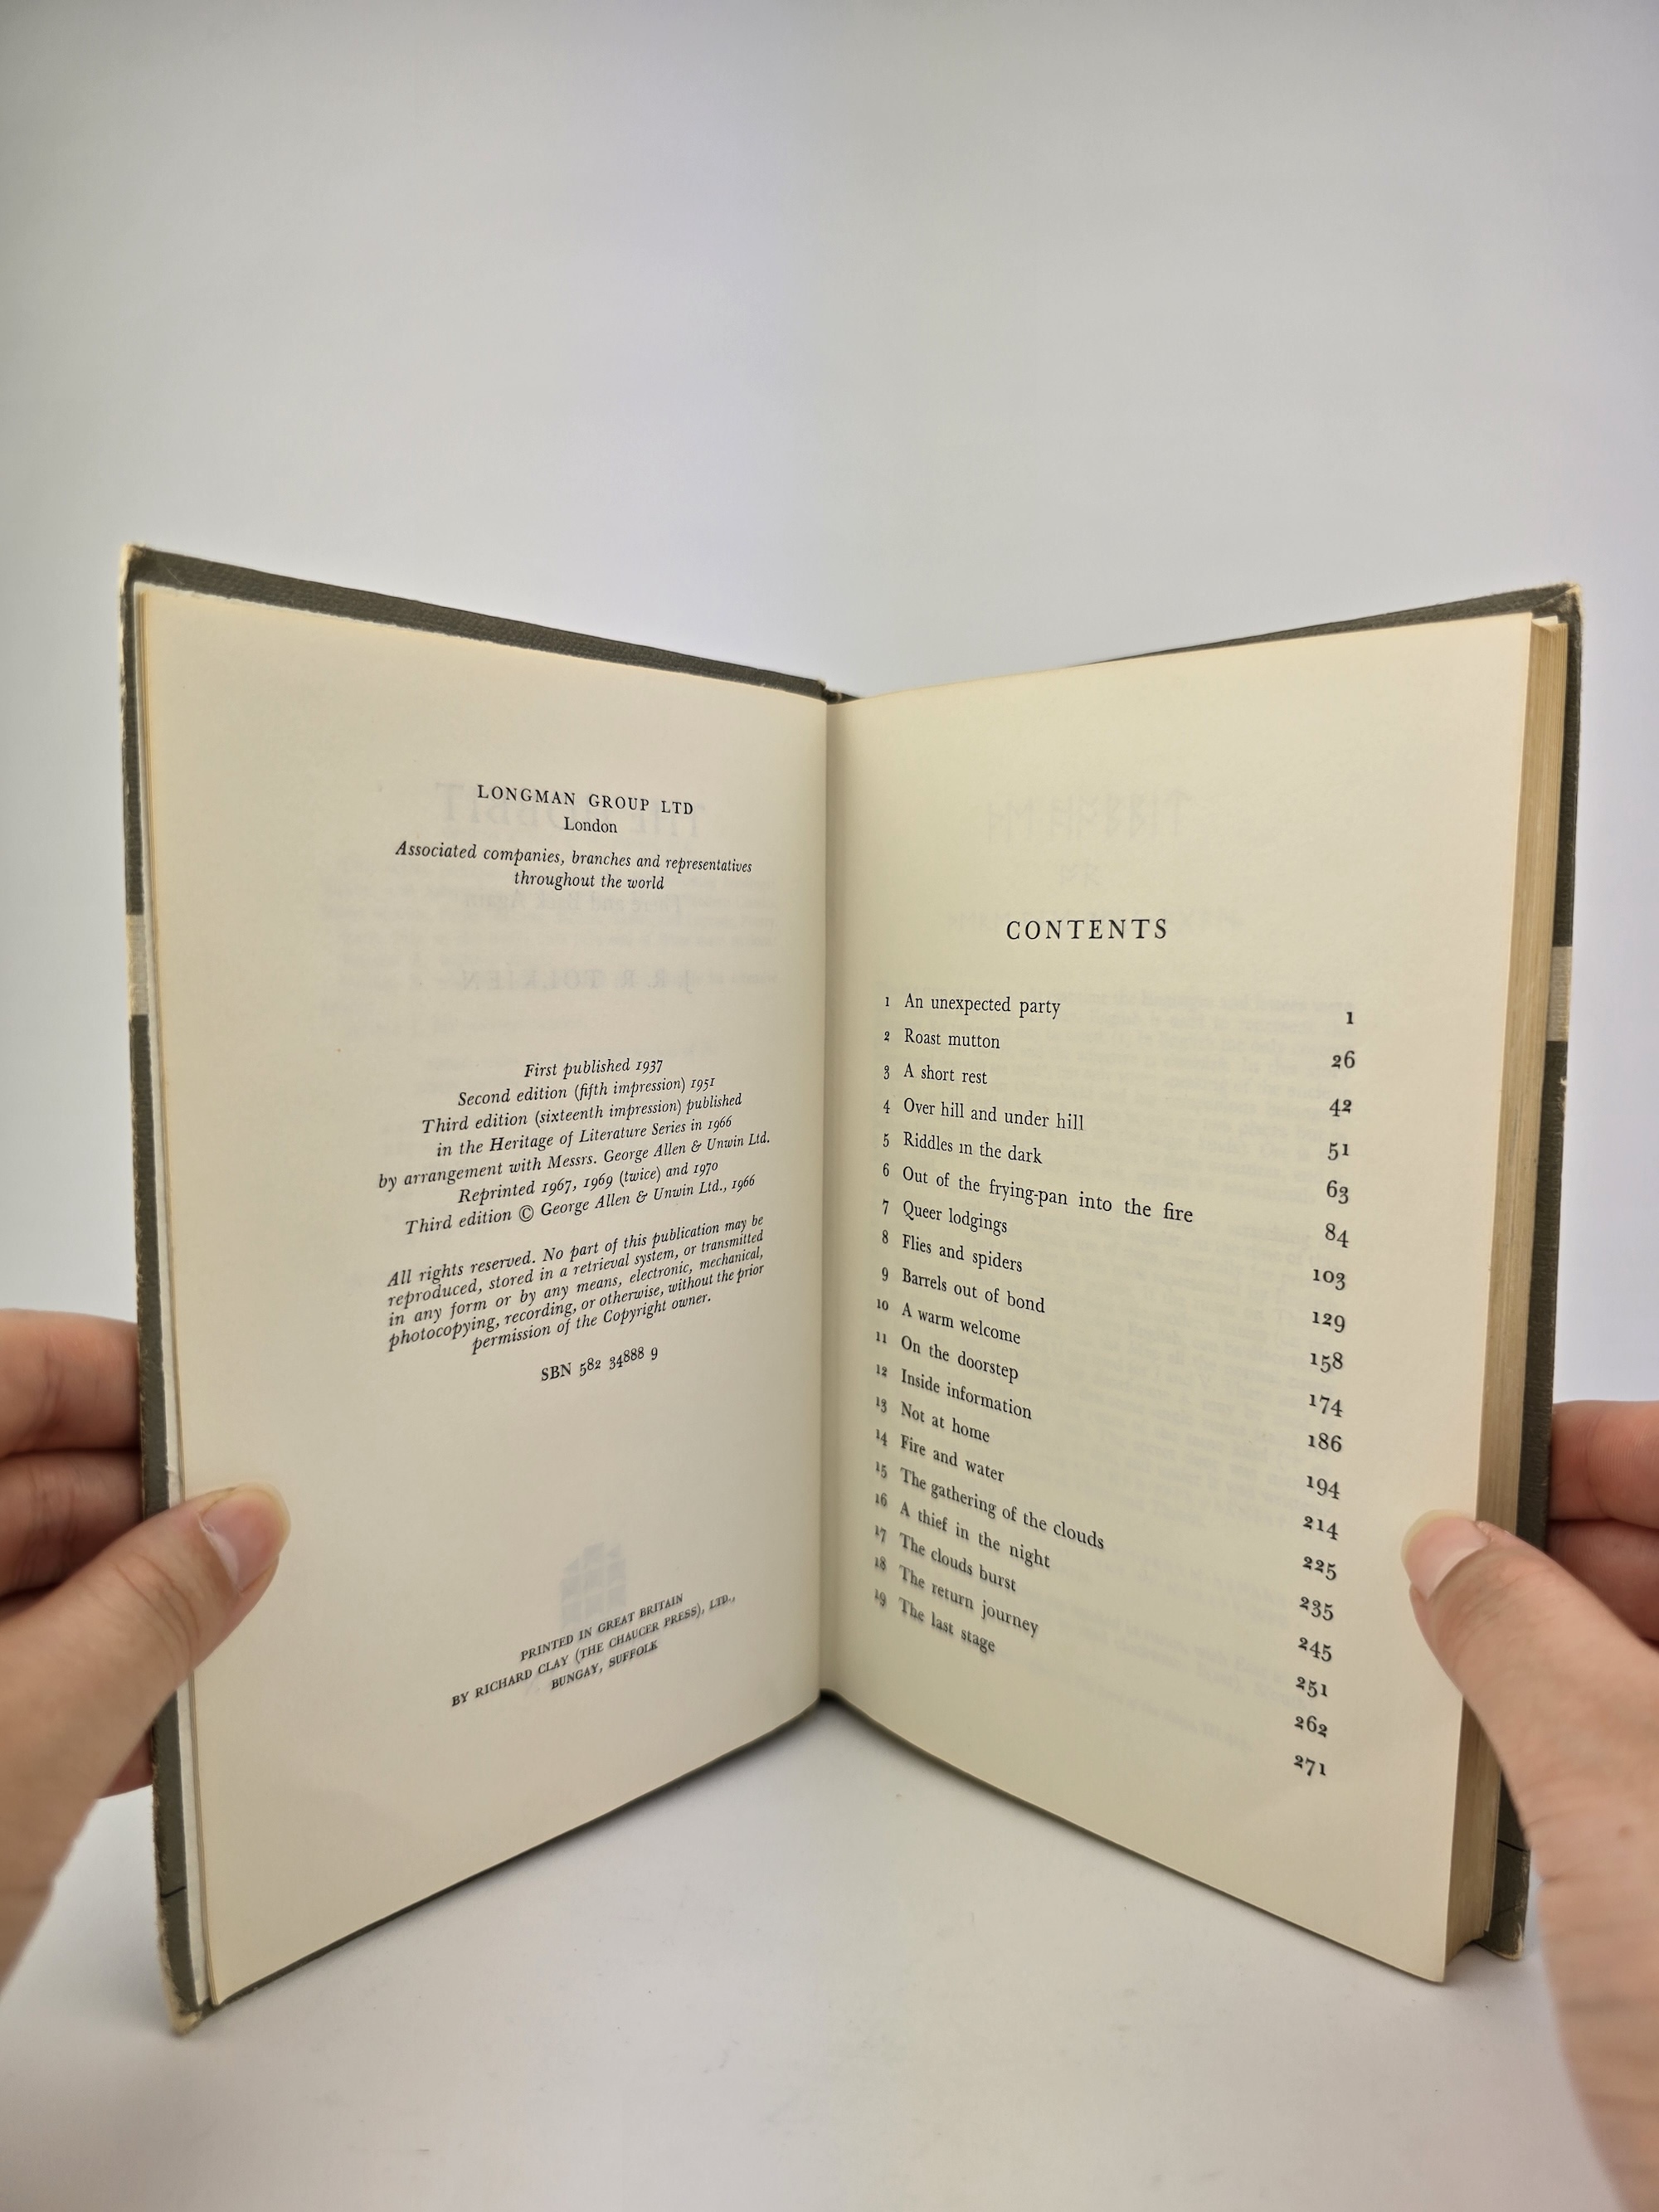 LONGMAN GROUP LTD
London
Associated companies, branches and representatives
throughout the world
First published 1937
Second edition (fifth impression) 1951
Third edition (sixteenth impression) published
in the Heritage of Literature Series in 1966
by arrangement with Messrs. George Allen & Unwin Ltd.
Reprinted 1967, 1969 (twice) and 1970
Third edition © George Allen & Unwin Ltd., 1966
All rights reserved. No part of this publication may be
reproduced, stored in a retrieval system, or transmitted
in any form or by any means, electronic, mechanical,
photocopying, recording, or otherwise, without the prior
permission of the Copyright owner.
SBN 582 34888 9
PRINTED IN GREAT BRITAIN
BY RICHARD CLAY (THE CHAUCER PRESS), LTD.,
BUNGAY, SUFFOLK
CONTENTS
1 An unexpected party 1
2 Roast mutton 26
3 A short rest 42
4 Over hill and under hill 51
5 Riddles in the dark 63
6 Out of the frying-pan into the fire 84
7 Queer lodgings 103
8 Flies and spiders 129
9 Barrels out of bond 158
10 A warm welcome 174
11 On the doorstep 186
12 Inside information 194
13 Not at home 214
14 Fire and water 225
15 The gathering of the clouds 235
16 A thief in the night 245
17 The clouds burst 251
18 The return journey 262
19 The last stage 271